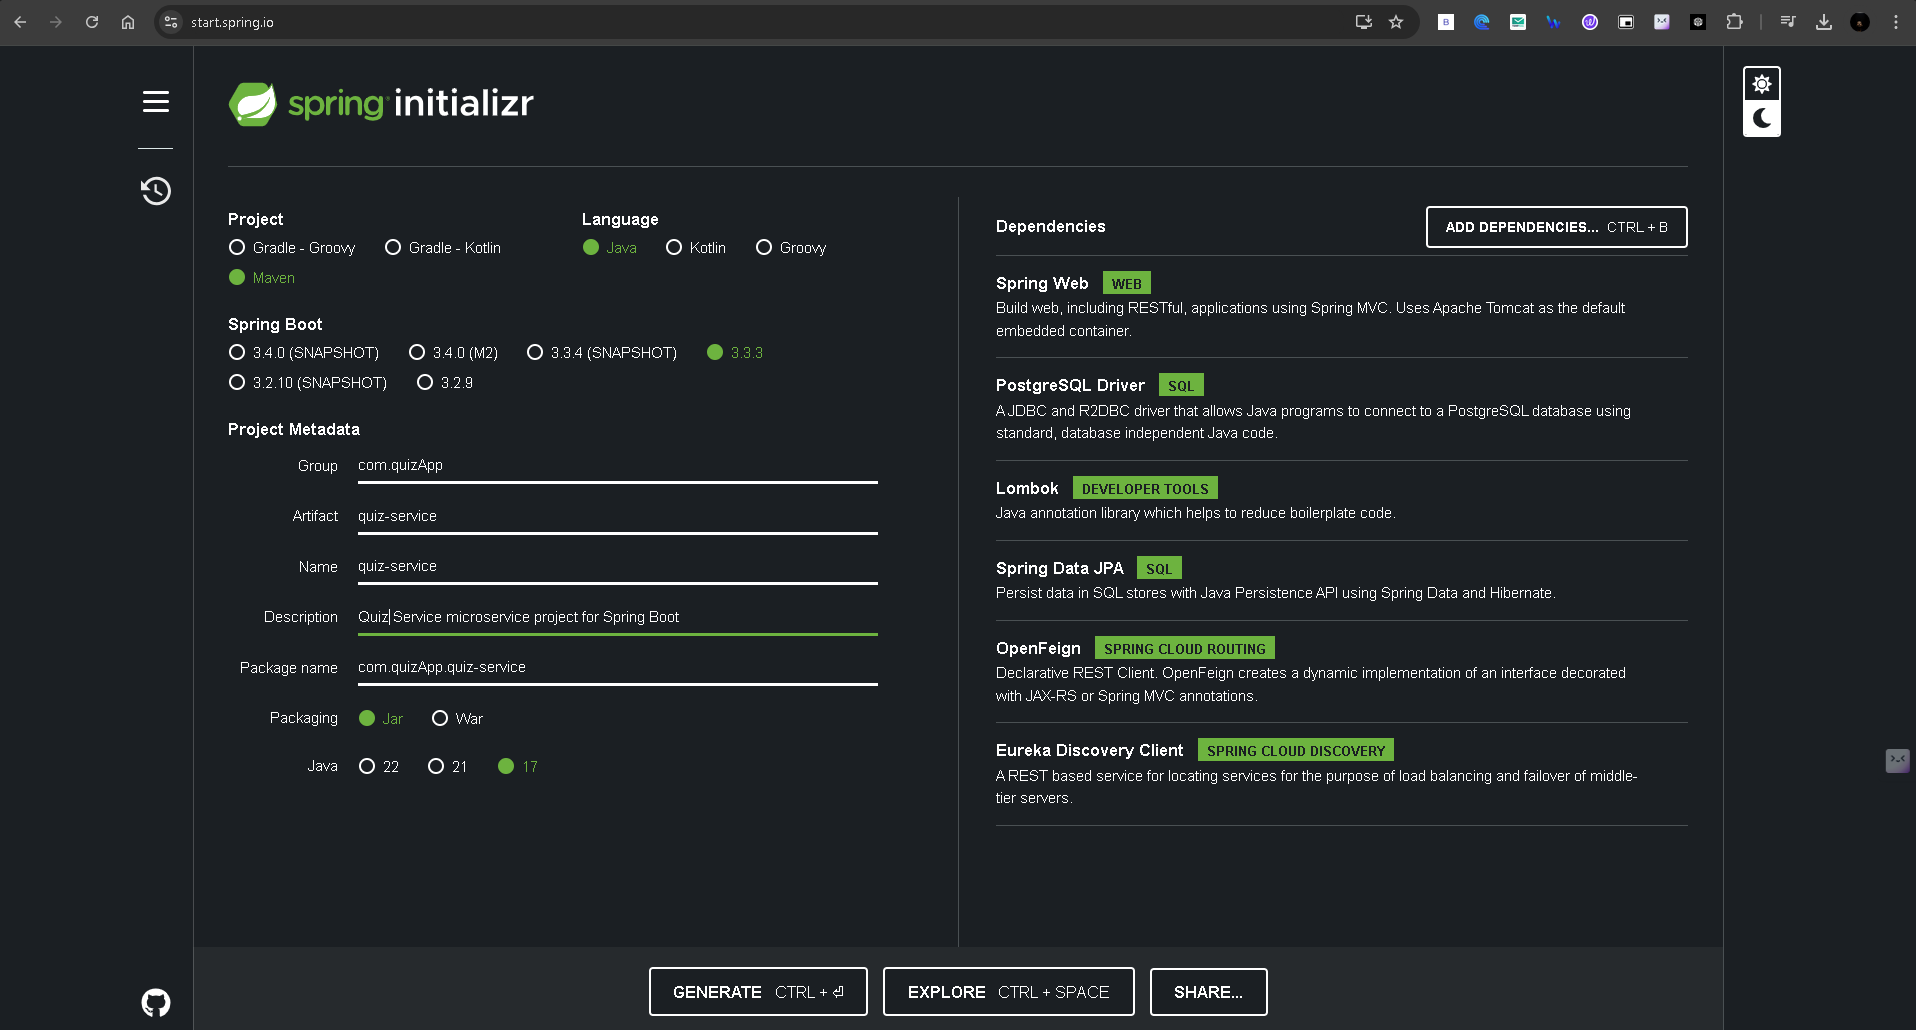 start.spring.io
spring initializr
Project
Gradle - Groovy Gradle - Kotlin
Maven
Language
Java Kotlin Groovy
Spring Boot
3.4.0 (SNAPSHOT) 3.4.0 (M2) 3.3.4 (SNAPSHOT) 3.3.3
3.2.10 (SNAPSHOT) 3.2.9
Project Metadata
Group com.quizApp
Artifact quiz-service
Name quiz-service
Description Quiz Service microservice project for Spring Boot
Package name com.quizApp.quiz-service
Packaging Jar War
Java 22 21 17
Dependencies
ADD DEPENDENCIES... CTRL + B
Spring Web WEB
Build web, including RESTful, applications using Spring MVC. Uses Apache Tomcat as the default
embedded container.
PostgreSQL Driver SQL
A JDBC and R2DBC driver that allows Java programs to connect to a PostgreSQL database using
standard, database independent Java code.
Lombok DEVELOPER TOOLS
Java annotation library which helps to reduce boilerplate code.
Spring Data JPA SQL
Persist data in SQL stores with Java Persistence API using Spring Data and Hibernate.
OpenFeign SPRING CLOUD ROUTING
Declarative REST Client. OpenFeign creates a dynamic implementation of an interface decorated
with JAX-RS or Spring MVC annotations.
Eureka Discovery Client SPRING CLOUD DISCOVERY
A REST based service for locating services for the purpose of load balancing and failover of middle-
tier servers.
GENERATE CTRL + ⏎
EXPLORE CTRL + SPACE
SHARE...